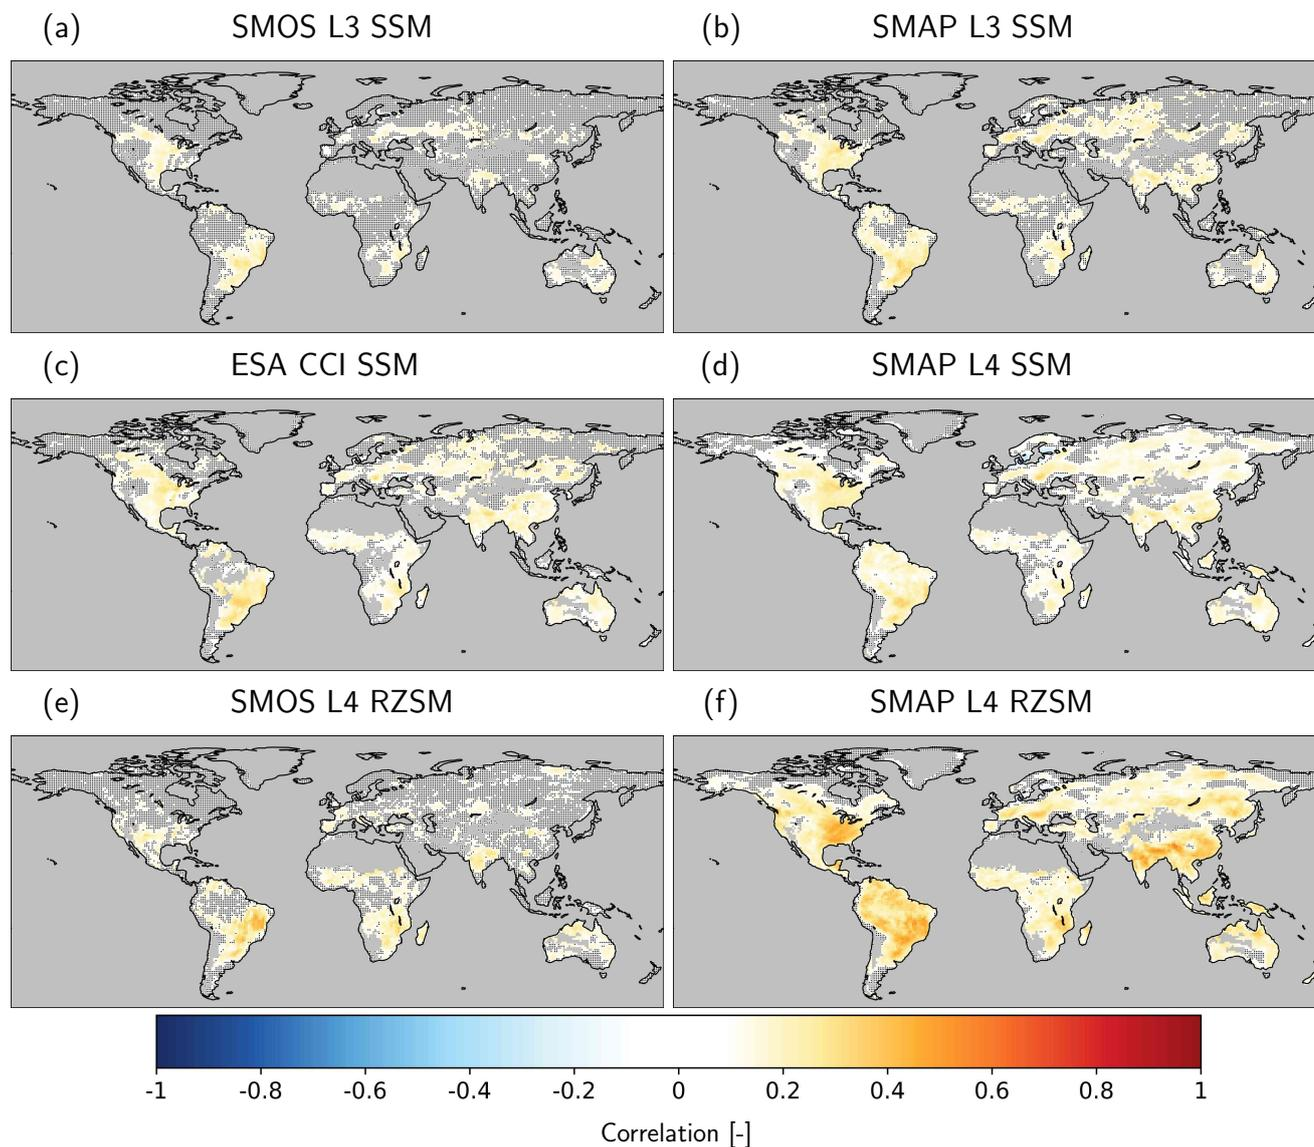 (a) SMOS L3 SSM
(b) SMAP L3 SSM
(c) ESA CCI SSM
(d) SMAP L4 SSM
(e) SMOS L4 RZSM
(f) SMAP L4 RZSM
-1 -0.8 -0.6 -0.4 -0.2 0 0.2 0.4 0.6 0.8 1
Correlation [-]